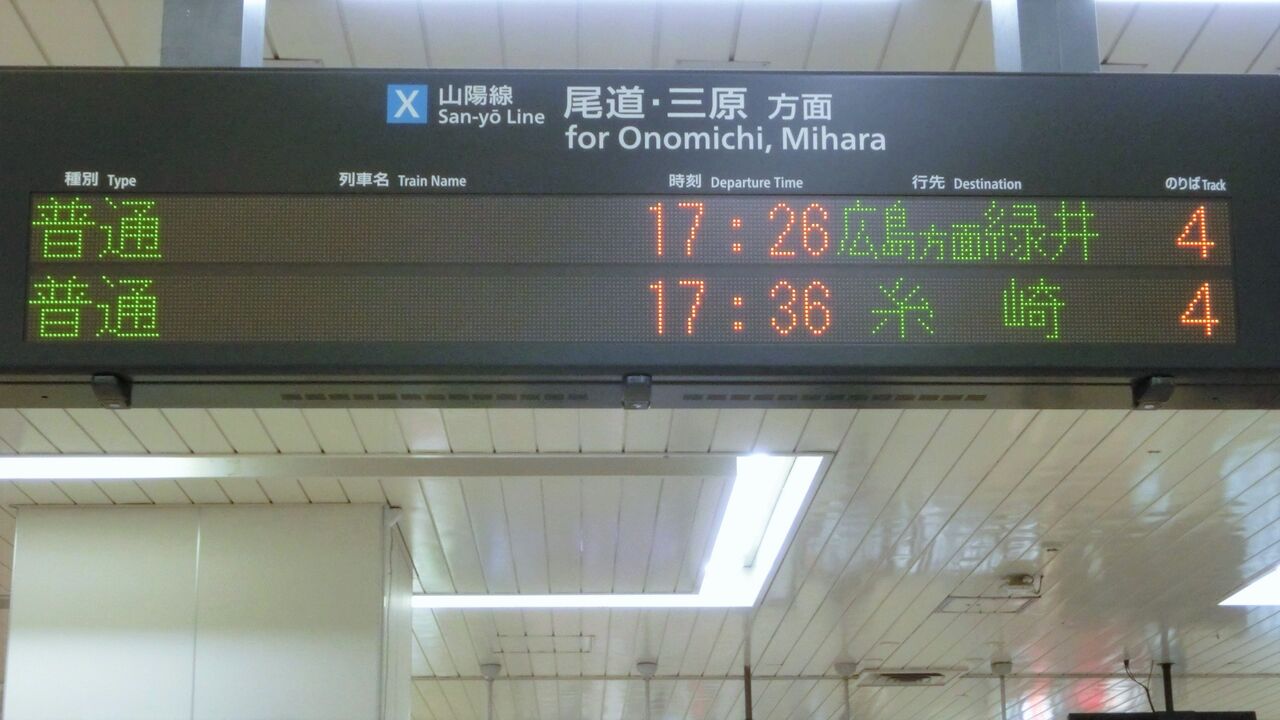 X 山陽線 尾道・三原 方面
San-yō Line for Onomichi, Mihara
種別 Type 列車名 Train Name 時刻 Departure Time 行先 Destination のりば Track
普通 17:26 広島方面緑井 4
普通 17:36 糸崎 4